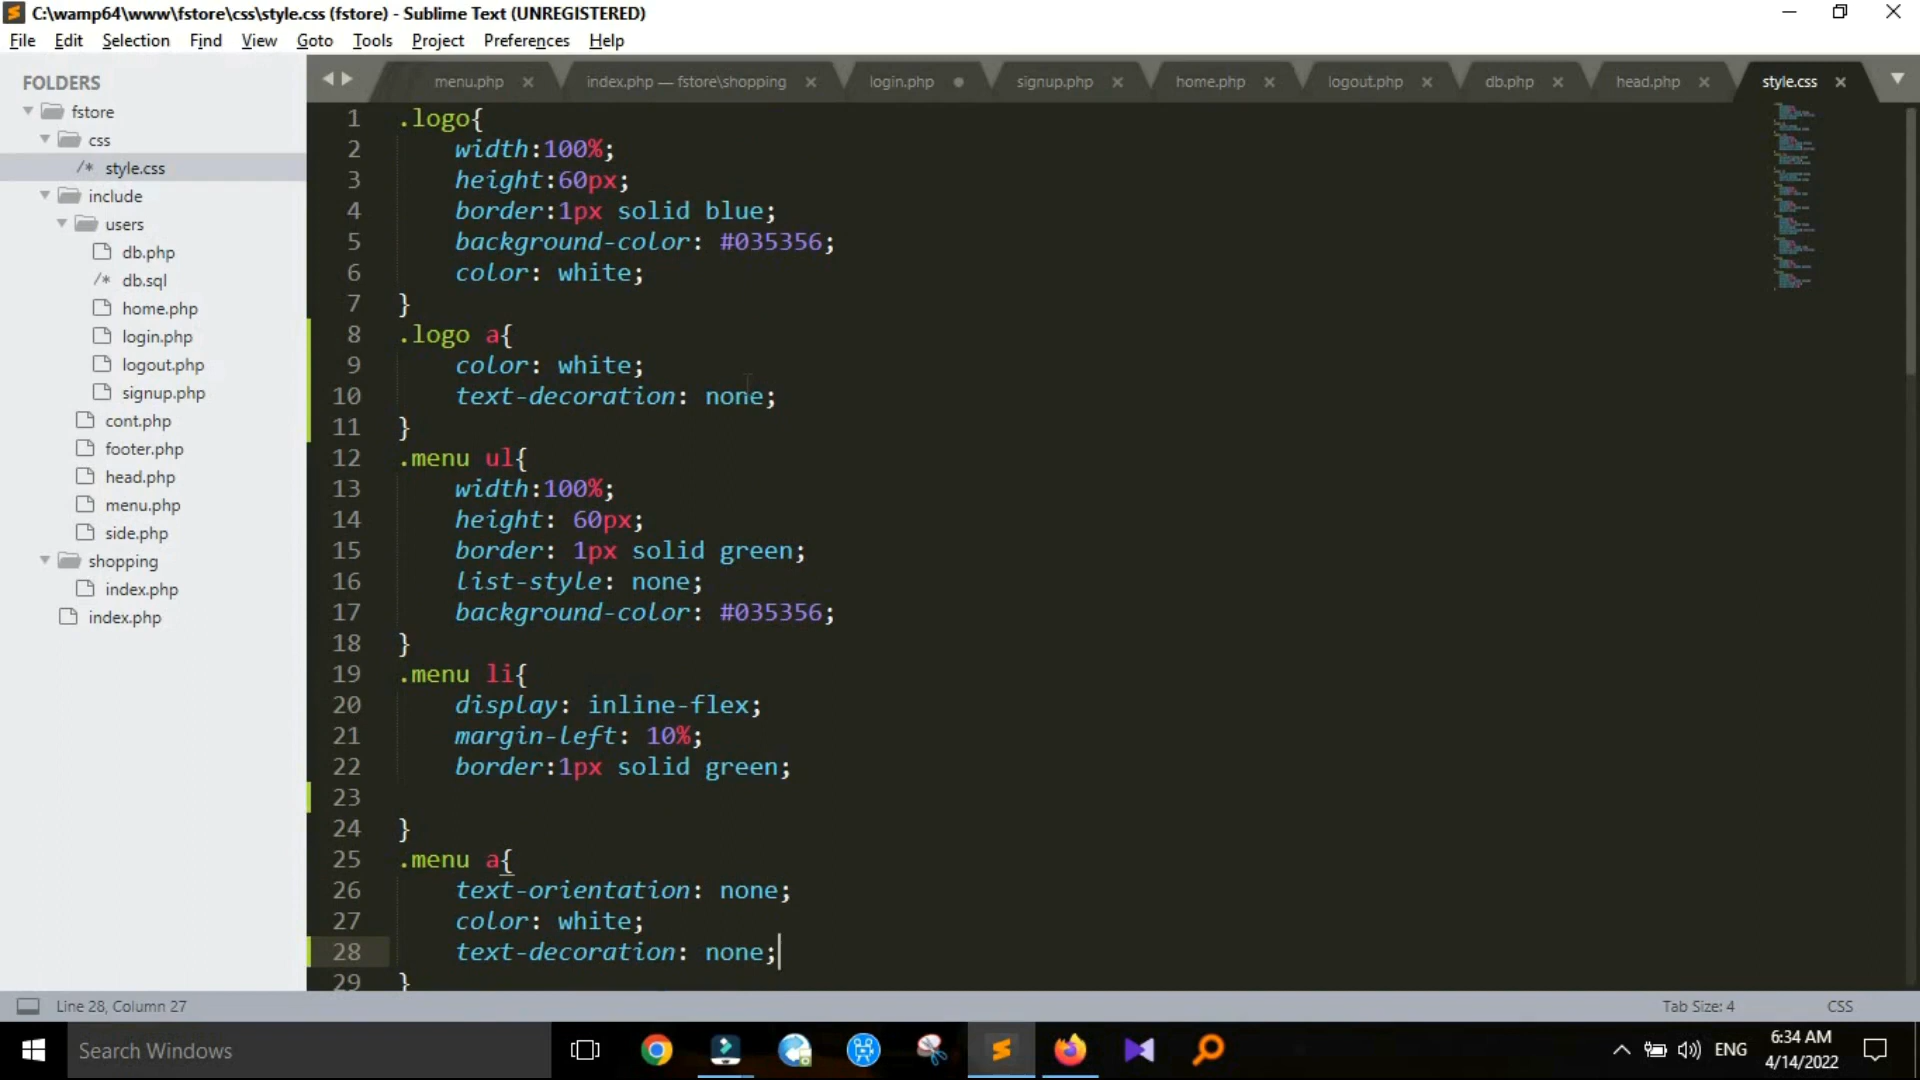 C:\wamp64\www\fstore\css\style.css (fstore) - Sublime Text (UNREGISTERED)
File Edit Selection Find View Goto Tools Project Preferences Help
FOLDERS
fstore
css
/* style.css
include
users
db.php
/* db.sql
home.php
login.php
logout.php
signup.php
cont.php
footer.php
head.php
menu.php
side.php
shopping
index.php
index.php
menu.php index.php — fstore\shopping login.php signup.php home.php logout.php db.php head.php style.css
1 .logo{
2 width:100%;
3 height:60px;
4 border:1px solid blue;
5 background-color: #035356;
6 color: white;
7 }
8 .logo a{
9 color: white;
10 text-decoration: none;
11 }
12 .menu ul{
13 width:100%;
14 height: 60px;
15 border: 1px solid green;
16 list-style: none;
17 background-color: #035356;
18 }
19 .menu li{
20 display: inline-flex;
21 margin-left: 10%;
22 border:1px solid green;
23
24 }
25 .menu a{
26 text-orientation: none;
27 color: white;
28 text-decoration: none;
29 }
Line 28, Column 27 Tab Size: 4 CSS
Search Windows ENG 6:34 AM
4/14/2022